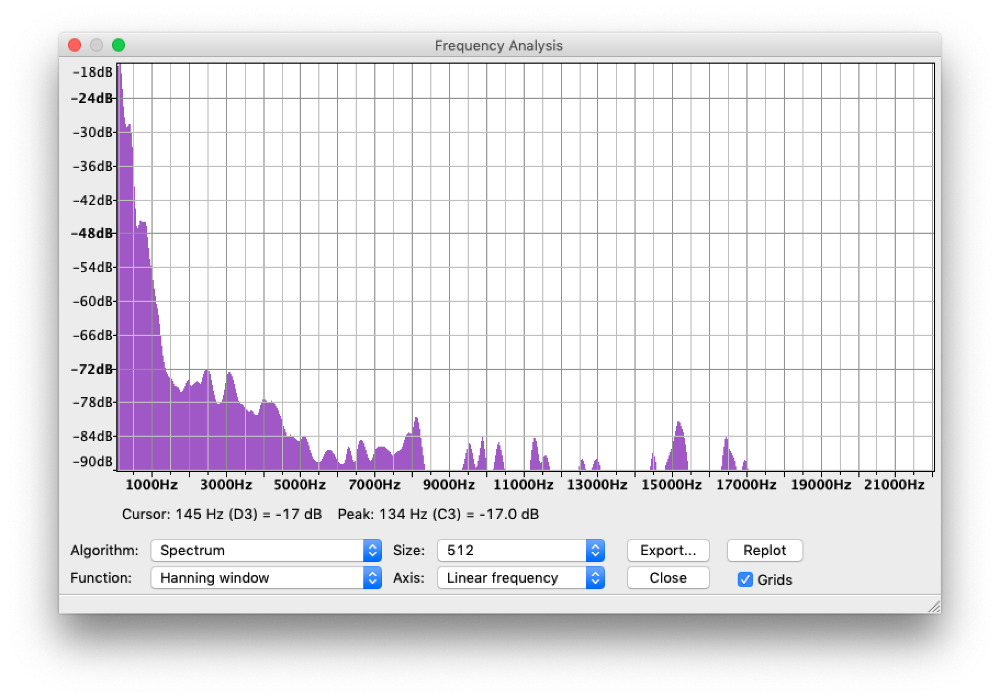 Frequency Analysis
-18dB
-24dB
-30dB
-36dB
-42dB
-48dB
-54dB
-60dB
-66dB
-72dB
-78dB
-84dB
-90dB
1000Hz 3000Hz 5000Hz 7000Hz 9000Hz 11000Hz 13000Hz 15000Hz 17000Hz 19000Hz 21000Hz
Cursor: 145 Hz (D3) = -17 dB Peak: 134 Hz (C3) = -17.0 dB
Algorithm: Spectrum Size: 512 Export... Replot
Function: Hanning window Axis: Linear frequency Close Grids